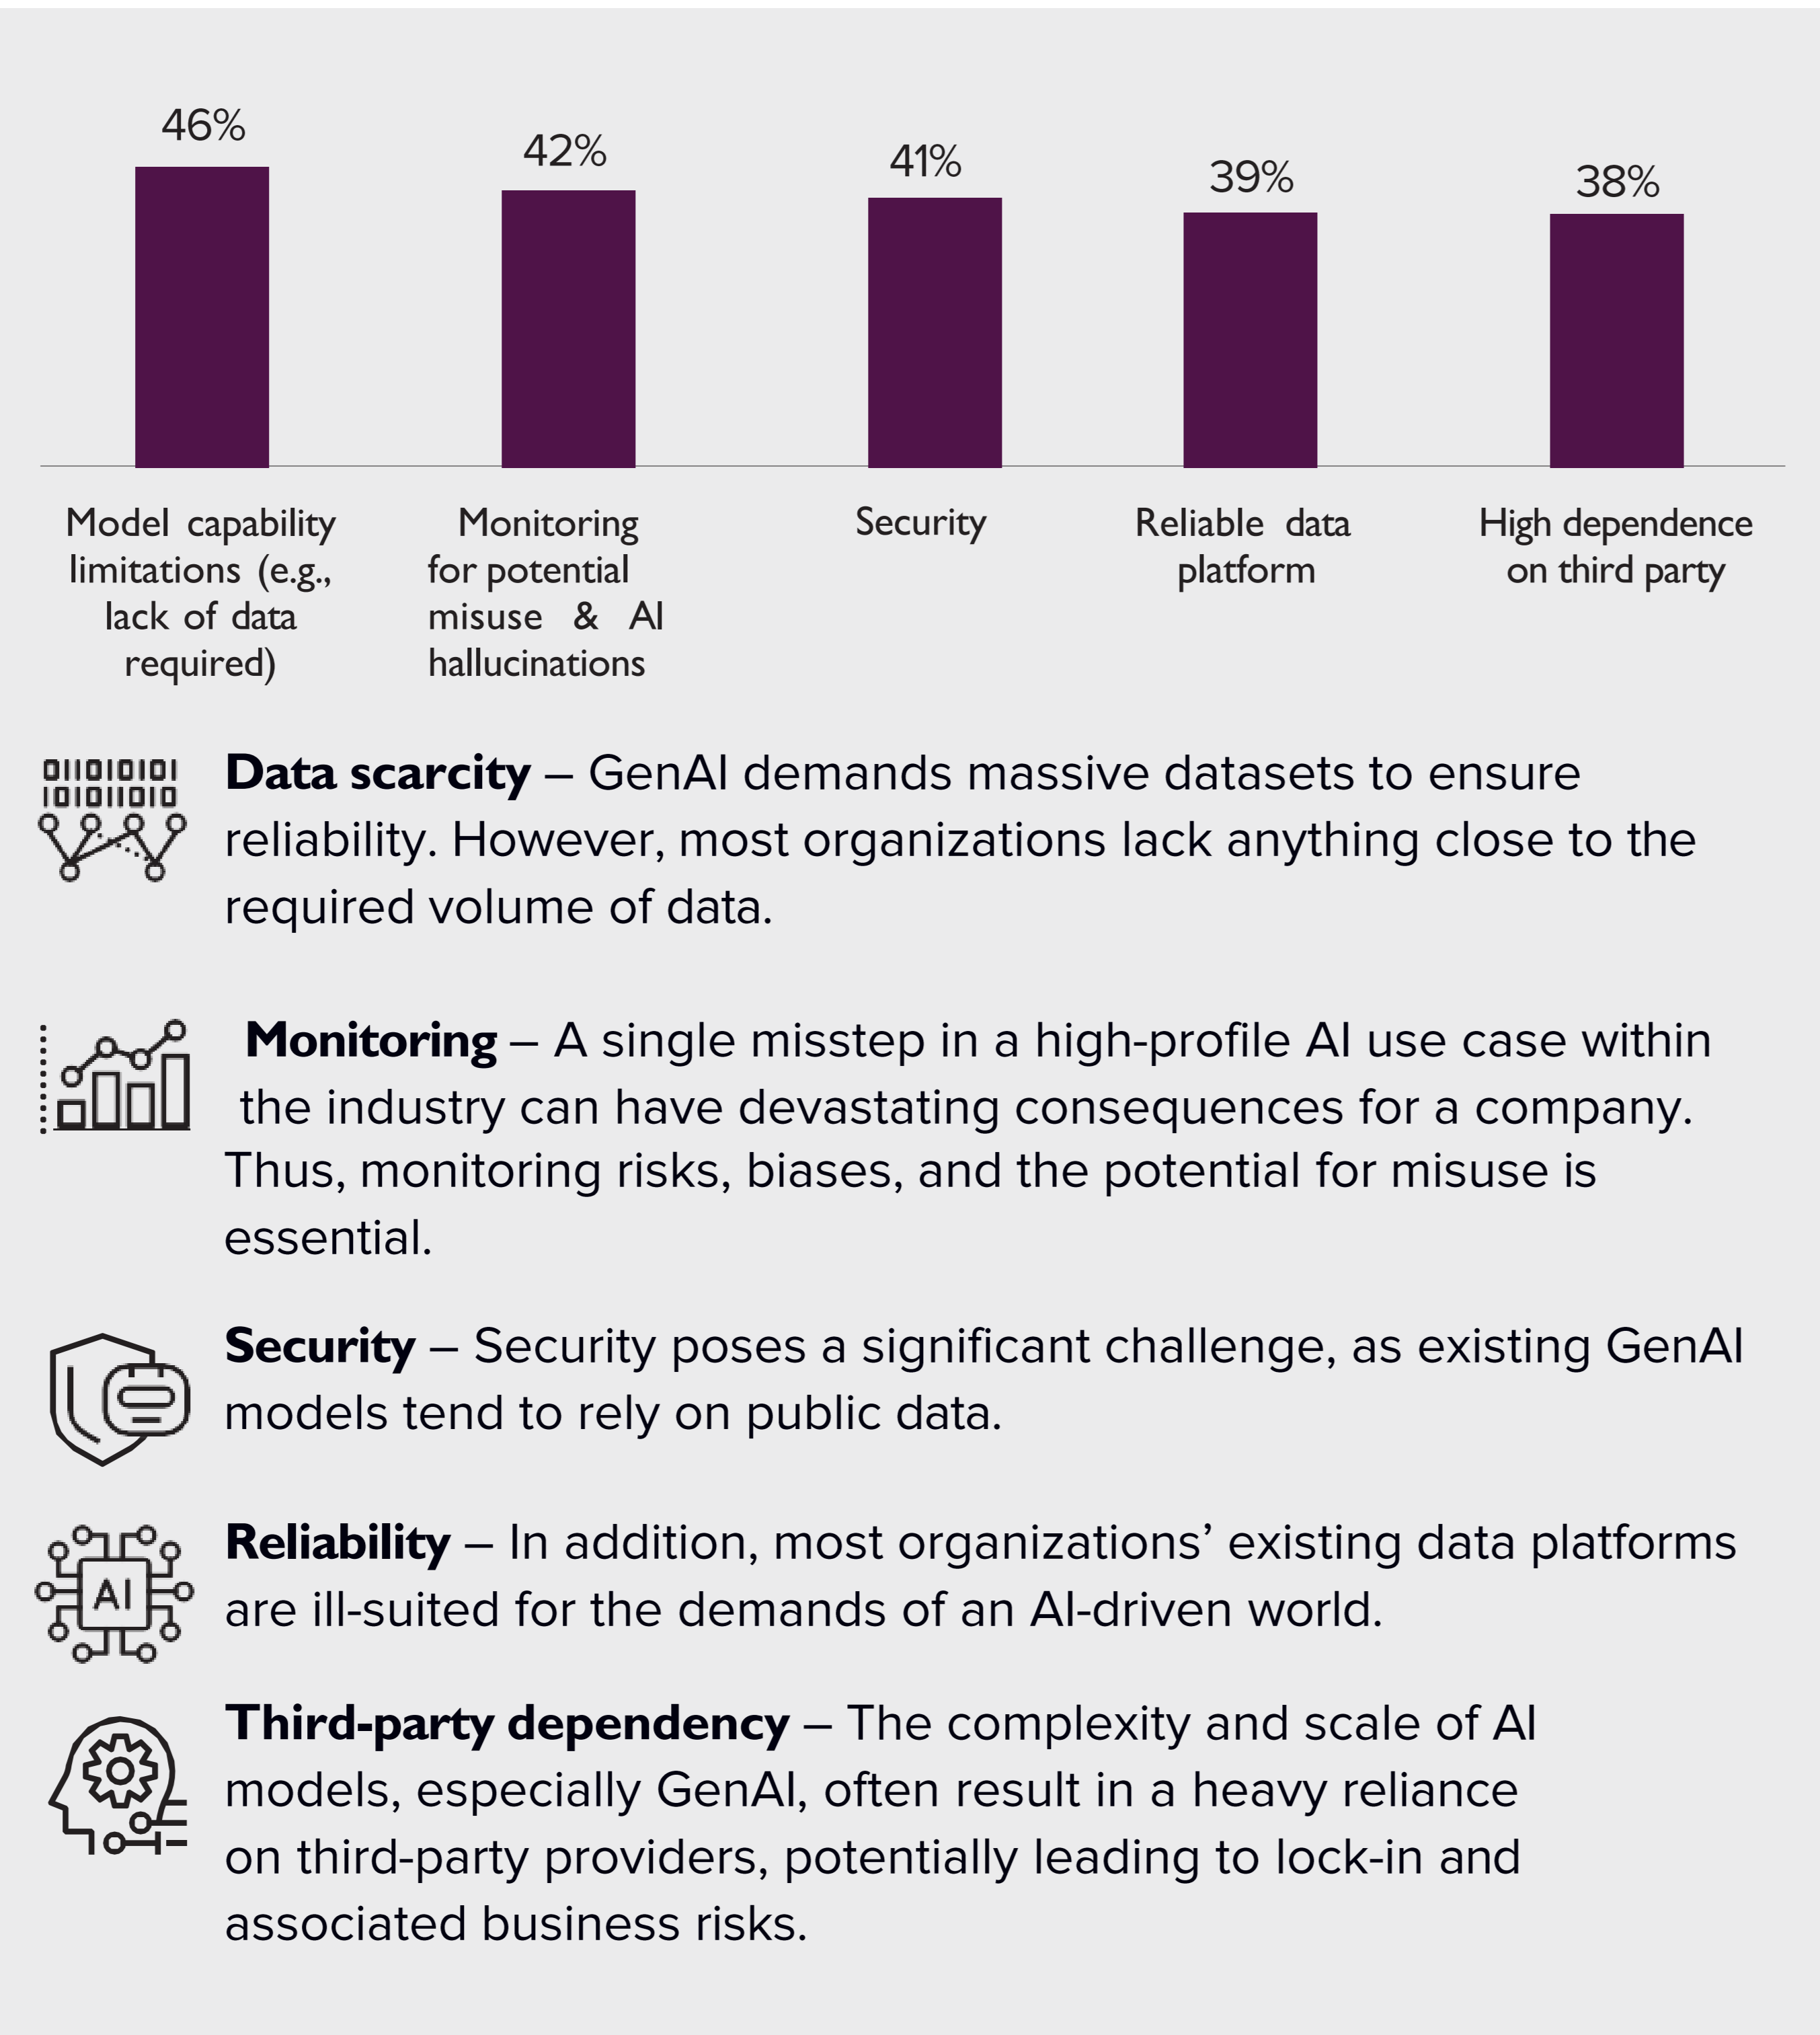 46%
42%
41%
39%
38%
Model capability
limitations (e.g.,
lack of data
required)
Monitoring
for potential
misuse & AI
hallucinations
Security
Reliable data
platform
High dependence
on third party
011010101
101011010
Data scarcity – GenAI demands massive datasets to ensure
reliability. However, most organizations lack anything close to the
required volume of data.
Monitoring – A single misstep in a high-profile AI use case within
the industry can have devastating consequences for a company.
Thus, monitoring risks, biases, and the potential for misuse is
essential.
Security – Security poses a significant challenge, as existing GenAI
models tend to rely on public data.
AI
Reliability – In addition, most organizations’ existing data platforms
are ill-suited for the demands of an AI-driven world.
Third-party dependency – The complexity and scale of AI
models, especially GenAI, often result in a heavy reliance
on third-party providers, potentially leading to lock-in and
associated business risks.